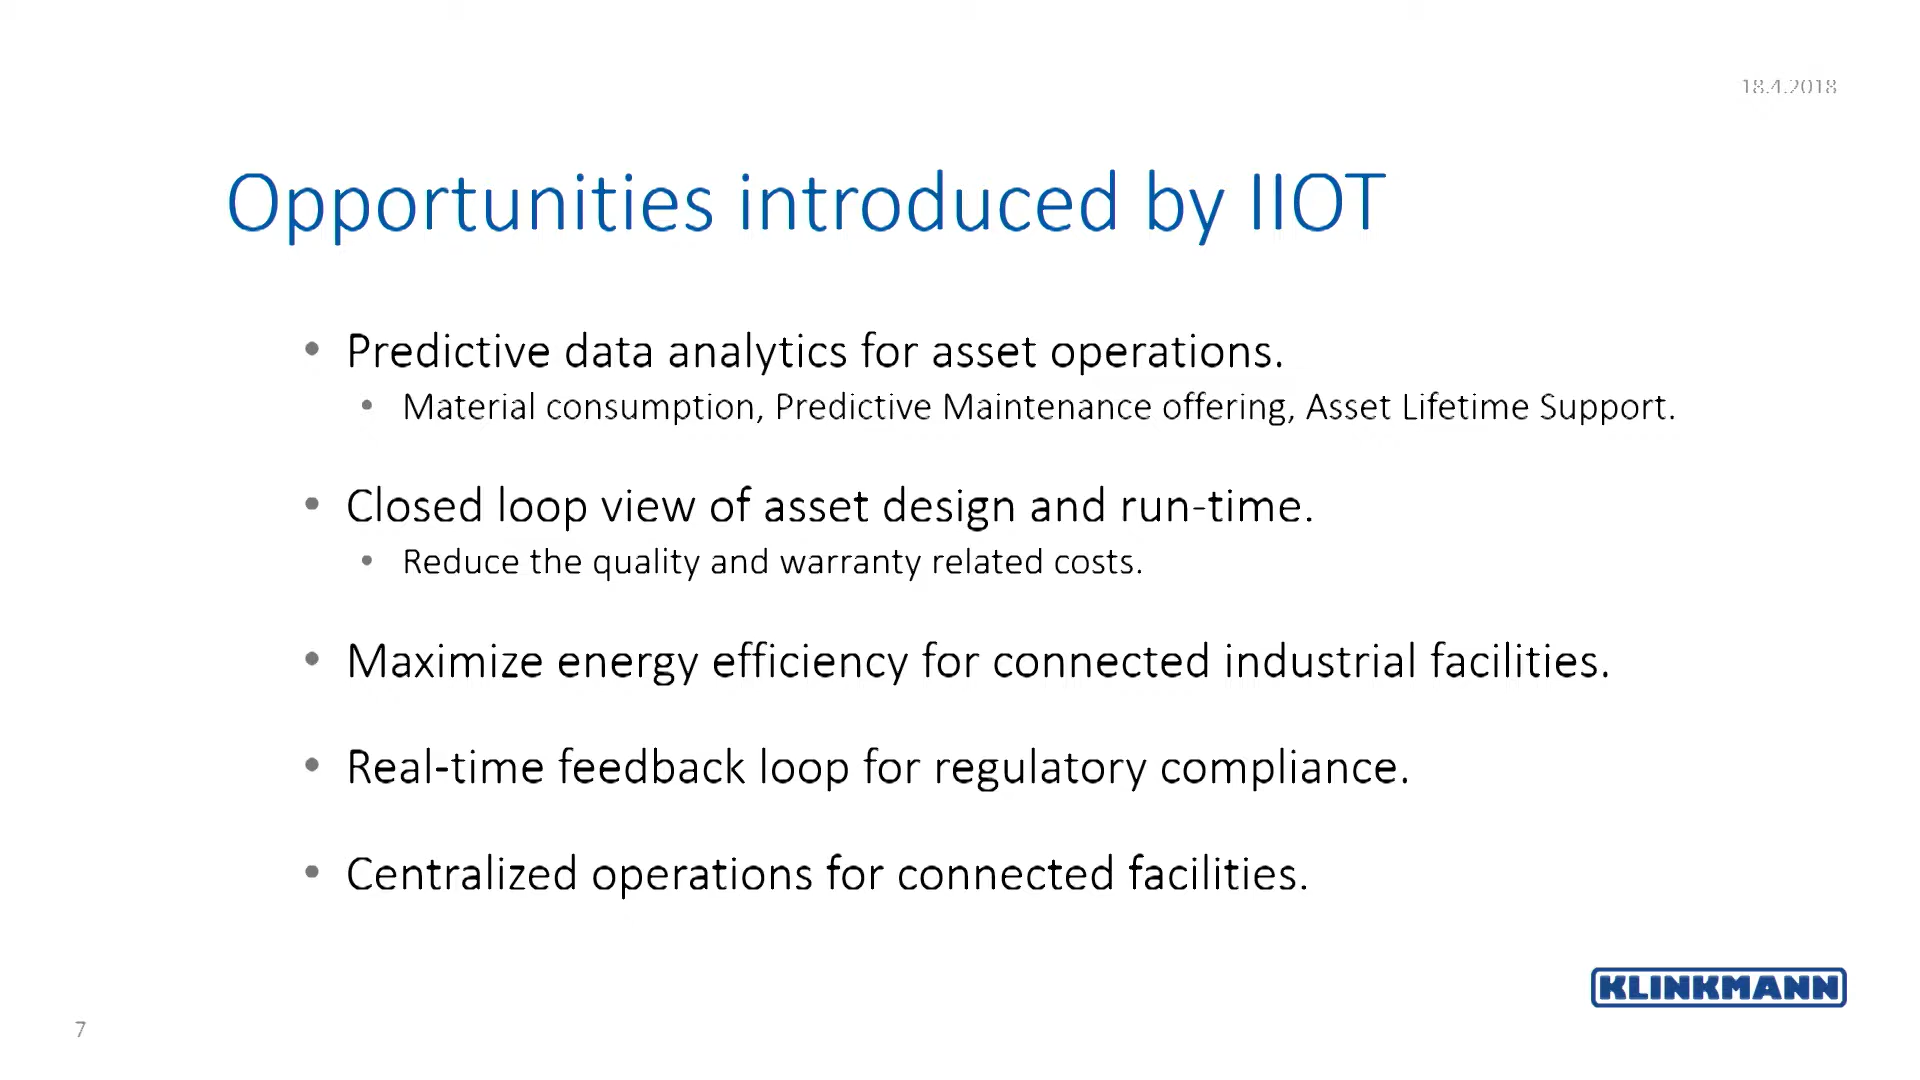 18.4.2018
Opportunities introduced by IIOT
• Predictive data analytics for asset operations.
• Material consumption, Predictive Maintenance offering, Asset Lifetime Support.
• Closed loop view of asset design and run-time.
• Reduce the quality and warranty related costs.
• Maximize energy efficiency for connected industrial facilities.
• Real-time feedback loop for regulatory compliance.
• Centralized operations for connected facilities.
KLINKMANN
7